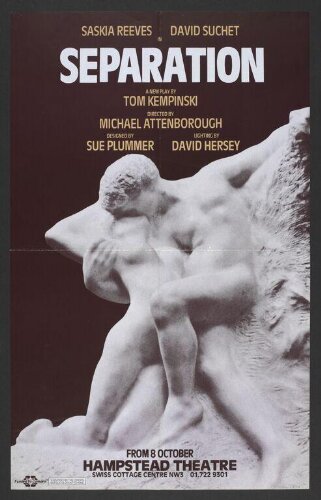 SASKIA REEVES DAVID SUCHET
IN
SEPARATION
A NEW PLAY BY
TOM KEMPINSKI
DIRECTED BY
MICHAEL ATTENBOROUGH
DESIGNED BY LIGHTING BY
SUE PLUMMER DAVID HERSEY
FROM 8 OCTOBER
HAMPSTEAD THEATRE
SWISS COTTAGE CENTRE NW3 01.722 9301